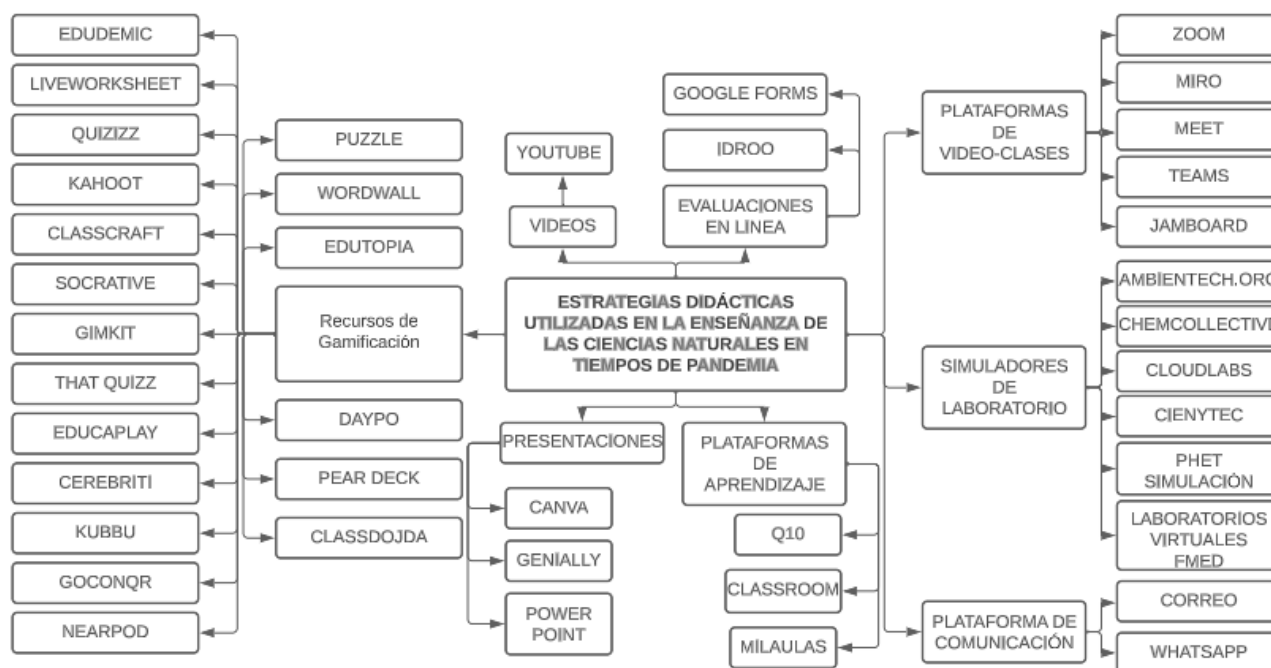 EDUDEMIC
LIVEWORKSHEET
QUIZIZZ
KAHOOT
CLASSCRAFT
SOCRATIVE
GIMKIT
THAT QUIZZ
EDUCAPLAY
CEREBRITI
KUBBU
GOCONQR
NEARPOD
PUZZLE
WORDWALL
EDUTOPIA
Recursos de
Gamificación
DAYPO
PEAR DECK
CLASSDOJDA
YOUTUBE
VIDEOS
GOOGLE FORMS
IDROO
EVALUACIONES
EN LINEA
ESTRATEGIAS DIDÁCTICAS
UTILIZADAS EN LA ENSEÑANZA DE
LAS CIENCIAS NATURALES EN
TIEMPOS DE PANDEMIA
PRESENTACIONES
CANVA
GENIALLY
POWER
POINT
PLATAFORMAS
DE
APRENDIZAJE
Q10
CLASSROOM
MILAULAS
PLATAFORMAS
DE
VIDEO-CLASES
SIMULADORES
DE
LABORATORIO
PLATAFORMA DE
COMUNICACIÓN
ZOOM
MIRO
MEET
TEAMS
JAMBOARD
AMBIENTECH.ORG
CHEMCOLLECTIVE
CLOUDLABS
CIENYTEC
PHET
SIMULACIÓN
LABORATORIOS
VIRTUALES
FMED
CORREO
WHATSAPP